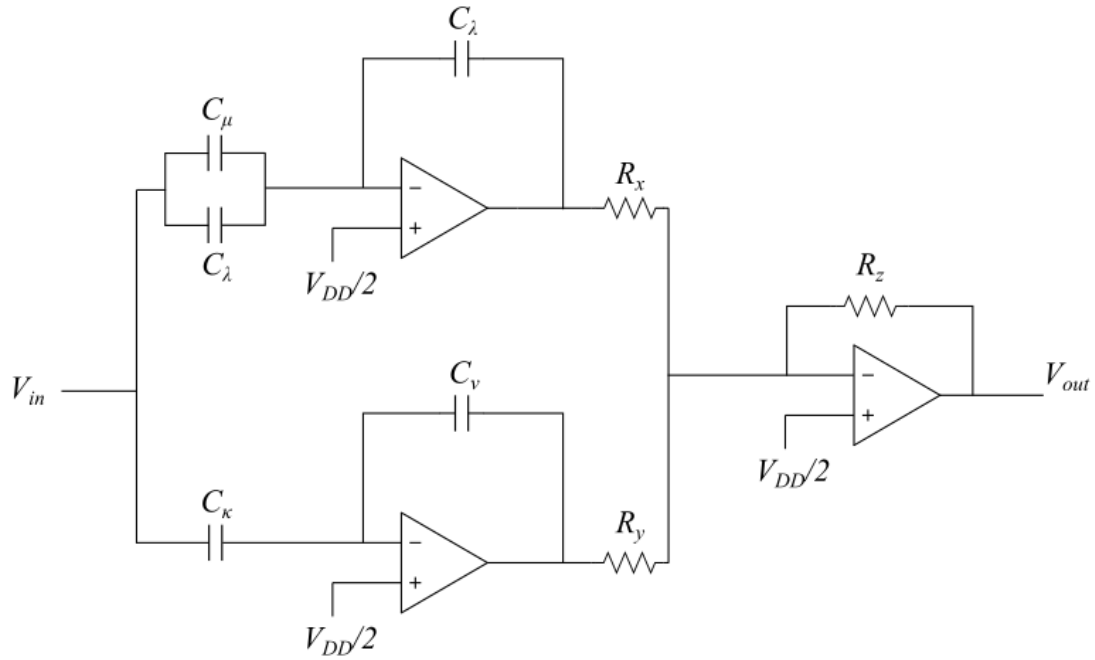 C_λ
C_μ
C_λ
−
+
V_DD/2
R_x
R_z
−
+
V_DD/2
V_in
V_out
C_ν
C_κ
−
+
V_DD/2
R_y